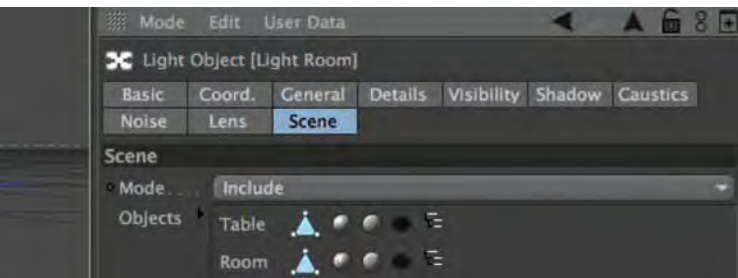 Mode Edit User Data
Light Object [Light Room]
Basic Coord. General Details Visibility Shadow Caustics
Noise Lens Scene
Scene
Mode.... Include
Objects Table
Room